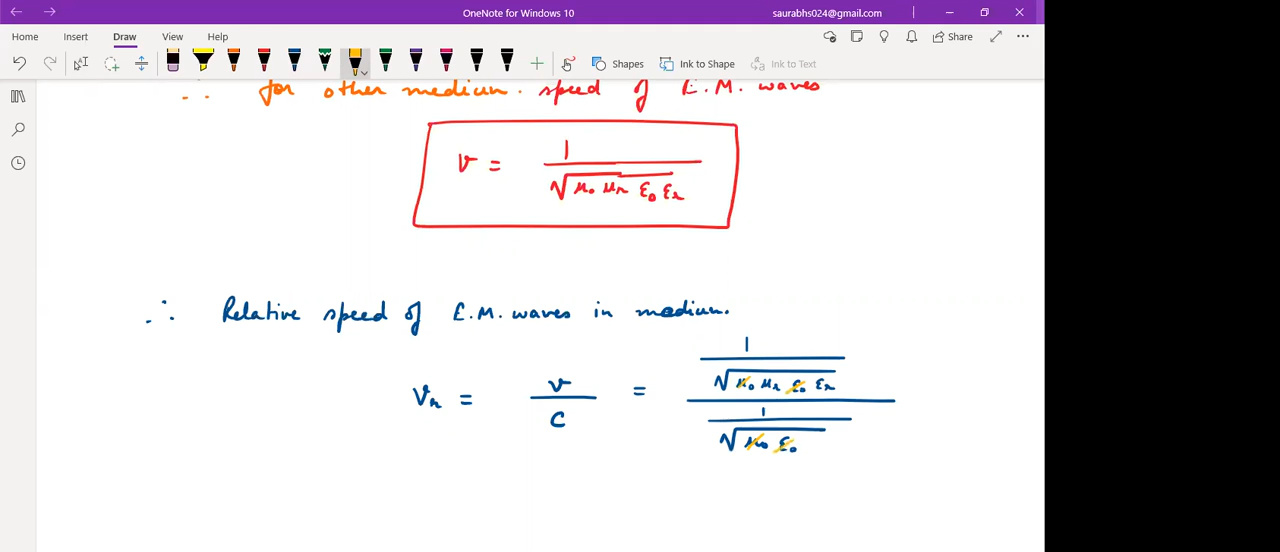 OneNote for Windows 10
saurabhs024@gmail.com
Home Insert Draw View Help
Share
Shapes Ink to Shape Ink to Text
∴ for other medium. speed of E.M. waves
v = 1 / √(μ₀ μᵣ ε₀ εᵣ)
∴ Relative speed of E.M. waves in medium.
vᵣ = v / c = (1 / √(μ₀ μᵣ ε₀ εᵣ)) / (1 / √(μ₀ ε₀))